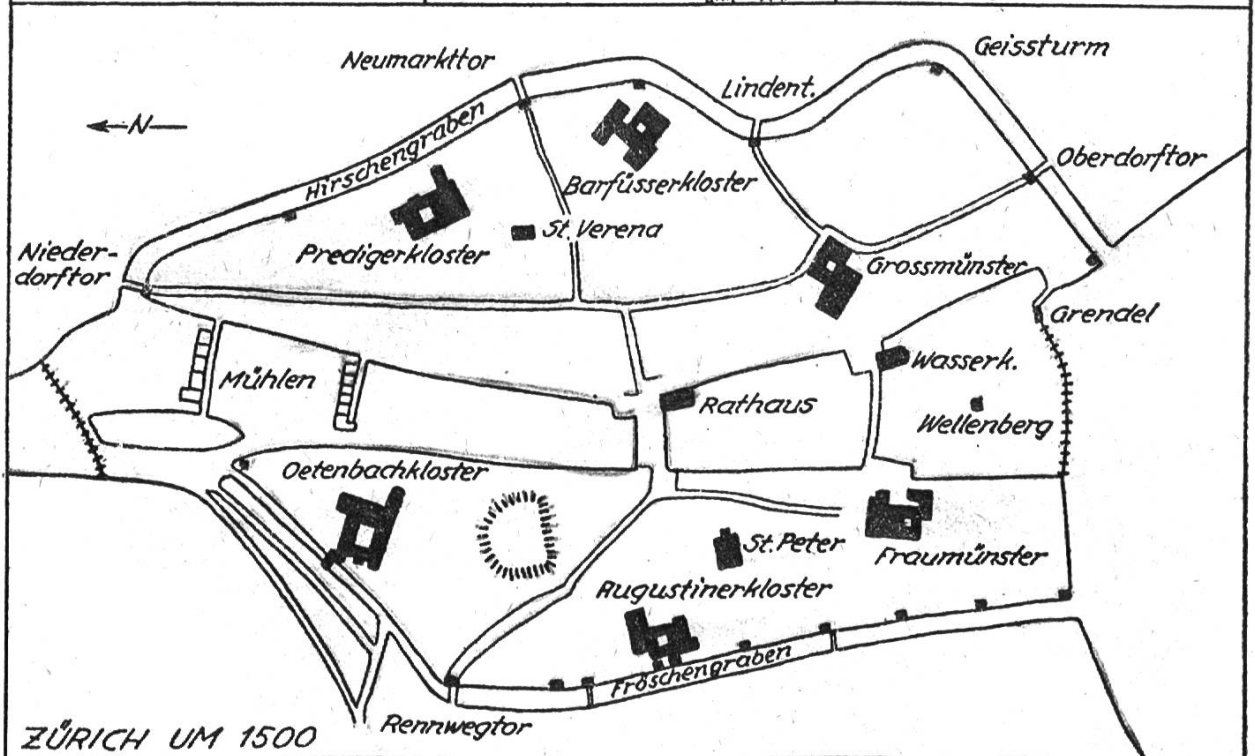 Neumarkttor
Geissturm
Lindent.
←N—
Hirschengraben
Oberdorftor
Barfüsserkloster
St. Verena
Nieder-
dorftor
Predigerkloster
Grossmünster
Grendel
Mühlen
Wasserk.
Rathaus
Wellenberg
Oetenbachkloster
St. Peter
Fraumünster
Augustinerkloster
Fröschengraben
Rennwegtor
ZÜRICH UM 1500